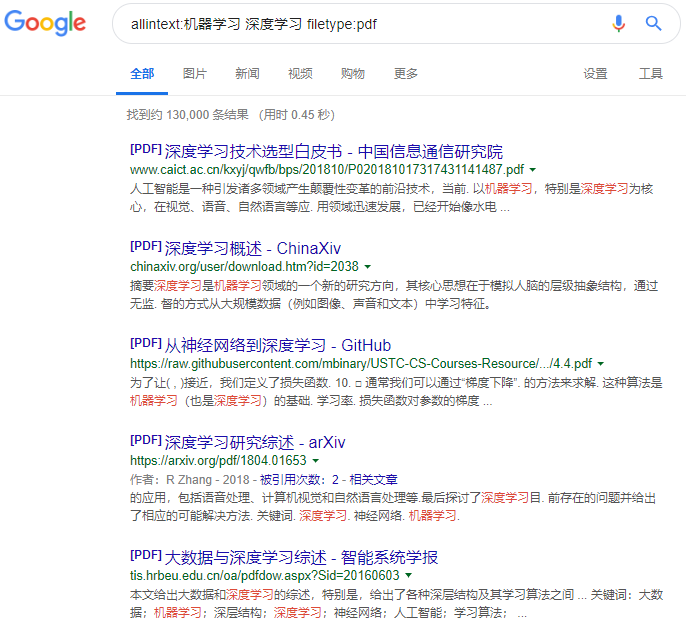 Google
allintext:机器学习 深度学习 filetype:pdf
全部 图片 新闻 视频 购物 更多 设置 工具
找到约 130,000 条结果 （用时 0.45 秒）
[PDF] 深度学习技术选型白皮书 - 中国信息通信研究院
www.caict.ac.cn/kxyj/qwfb/bps/201810/P020181017317431141487.pdf
人工智能是一种引发诸多领域产生颠覆性变革的前沿技术，当前. 以机器学习，特别是深度学习为核
心，在视觉、语音、自然语言等应. 用领域迅速发展，已经开始像水电 ...
[PDF] 深度学习概述 - ChinaXiv
chinaxiv.org/user/download.htm?id=2038
摘要深度学习是机器学习领域的一个新的研究方向，其核心思想在于模拟人脑的层级抽象结构，通过
无监. 督的方式从大规模数据（例如图像、声音和文本）中学习特征。
[PDF] 从神经网络到深度学习 - GitHub
https://raw.githubusercontent.com/mbinary/USTC-CS-Courses-Resource/.../4.4.pdf
为了让( , )接近，我们定义了损失函数. 10. □ 通常我们可以通过“梯度下降”. 的方法来求解. 这种算法是
机器学习（也是深度学习）的基础. 学习率. 损失函数对参数的梯度 ...
[PDF] 深度学习研究综述 - arXiv
https://arxiv.org/pdf/1804.01653
作者：R Zhang - 2018 - 被引用次数：2 - 相关文章
的应用，包括语音处理、计算机视觉和自然语言处理等.最后探讨了深度学习目. 前存在的问题并给出
了相应的可能解决方法. 关键词. 深度学习. 神经网络. 机器学习.
[PDF] 大数据与深度学习综述 - 智能系统学报
tis.hrbeu.edu.cn/oa/pdfdow.aspx?Sid=20160603
本文给出大数据和深度学习的综述，特别是，给出了各种深层结构及其学习算法之间 ... 关键词：大数
据；机器学习；深层结构；深度学习；神经网络；人工智能；学习算法； ...